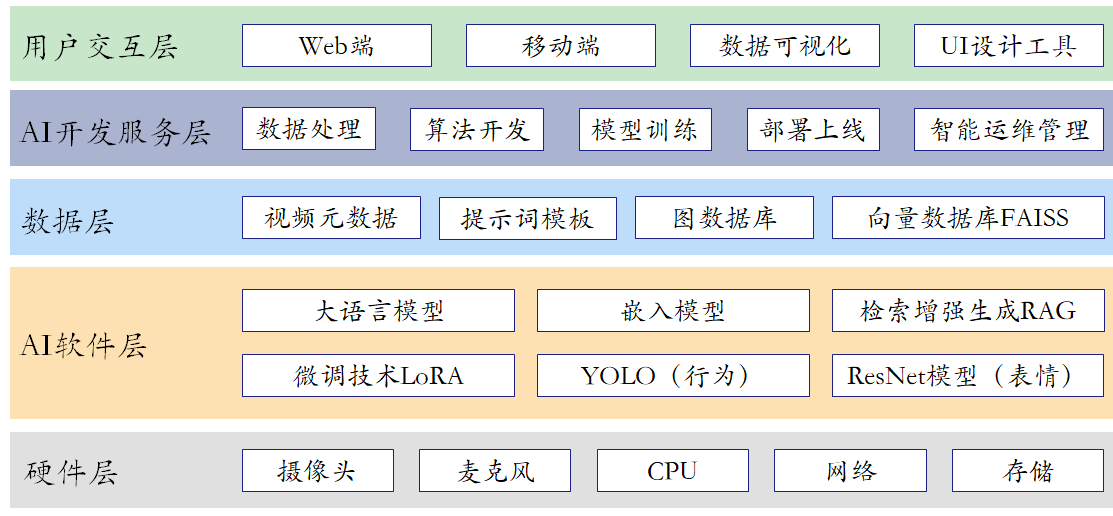 用户交互层
Web端 移动端 数据可视化 UI设计工具
AI开发服务层
数据处理 算法开发 模型训练 部署上线 智能运维管理
数据层
视频元数据 提示词模板 图数据库 向量数据库FAISS
AI软件层
大语言模型 嵌入模型 检索增强生成RAG
微调技术LoRA YOLO（行为） ResNet模型（表情）
硬件层
摄像头 麦克风 CPU 网络 存储